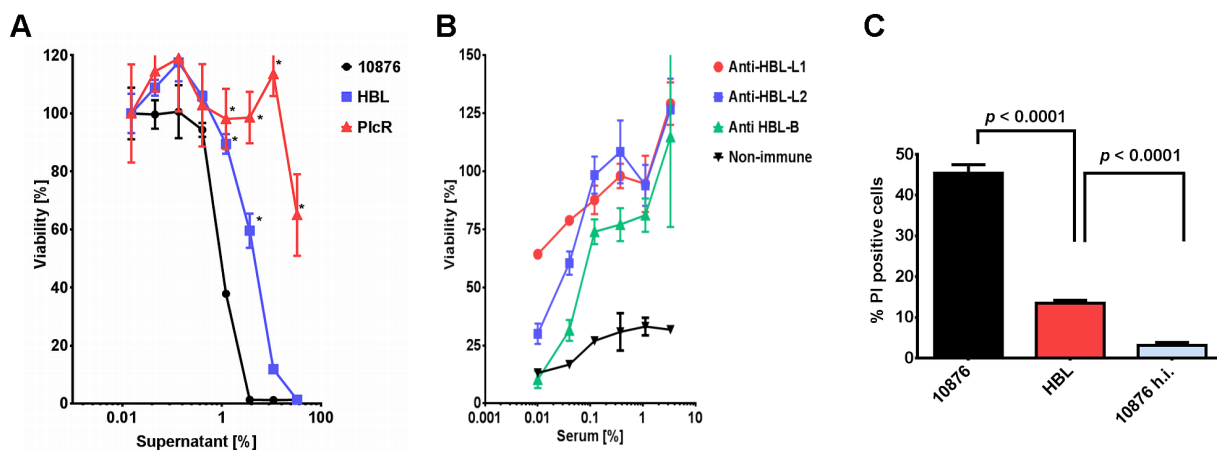 A
120
100
80
60
40
20
0
Viability [%]
0.01
1
100
Supernatant [%]
*
*
*
*
*
*
10876
HBL
PlcR
B
150
125
100
75
50
25
0
Viability [%]
0.001
0.01
0.1
1
10
Serum [%]
Anti-HBL-L1
Anti-HBL-L2
Anti HBL-B
Non-immune
C
p < 0.0001
p < 0.0001
50
40
30
20
10
0
% PI positive cells
10876
HBL
10876 h.i.